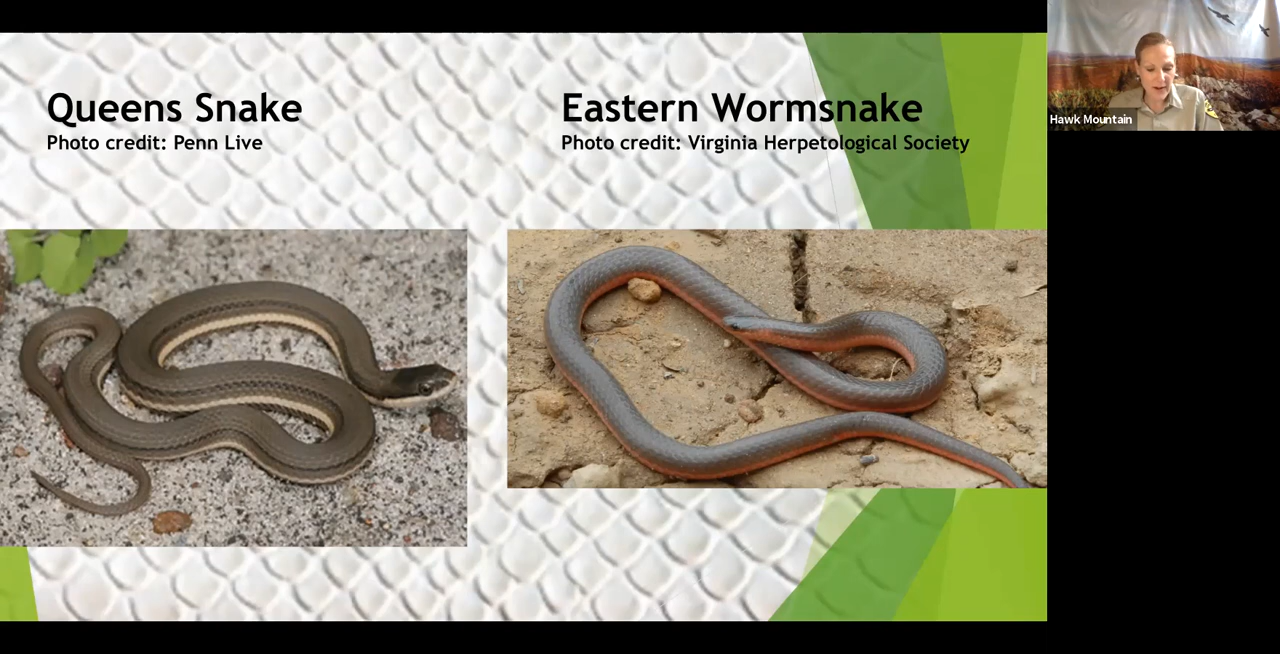 Queens Snake
Photo credit: Penn Live
Eastern Wormsnake
Photo credit: Virginia Herpetological Society
Hawk Mountain